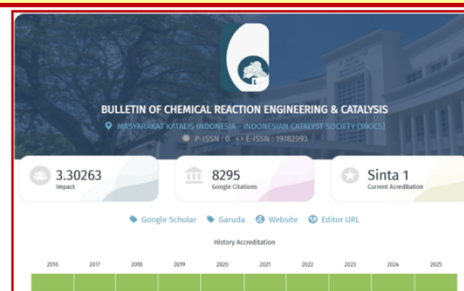 BULLETIN OF CHEMICAL REACTION ENGINEERING & CATALYSIS
MASYARAKAT KATALIS INDONESIA - INDONESIAN CATALYST SOCIETY (MKICS)
P-ISSN : 0 <> E-ISSN : 19782993
3.30263
Impact
8295
Google Citations
Sinta 1
Current Acreditation
Google Scholar Garuda Website Editor URL
History Accreditation
2016 2017 2018 2019 2020 2021 2022 2023 2024 2025